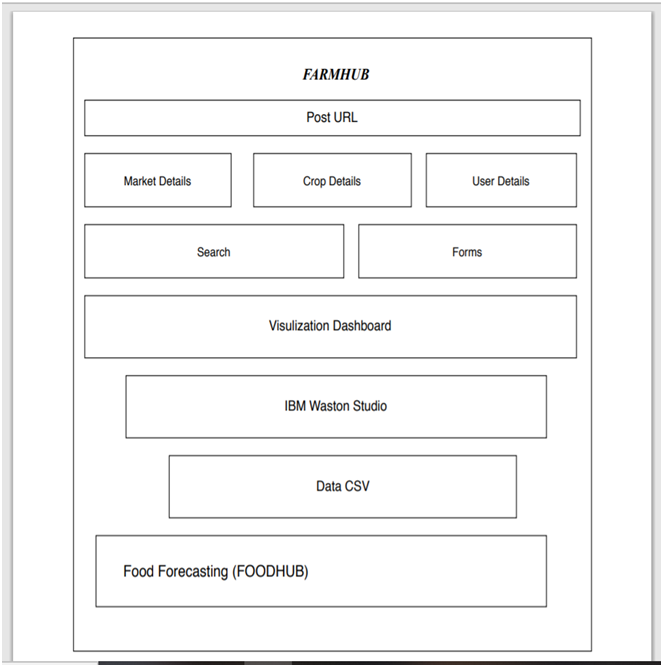 FARMHUB
Post URL
Market Details
Crop Details
User Details
Search
Forms
Visulization Dashboard
IBM Waston Studio
Data CSV
Food Forecasting (FOODHUB)